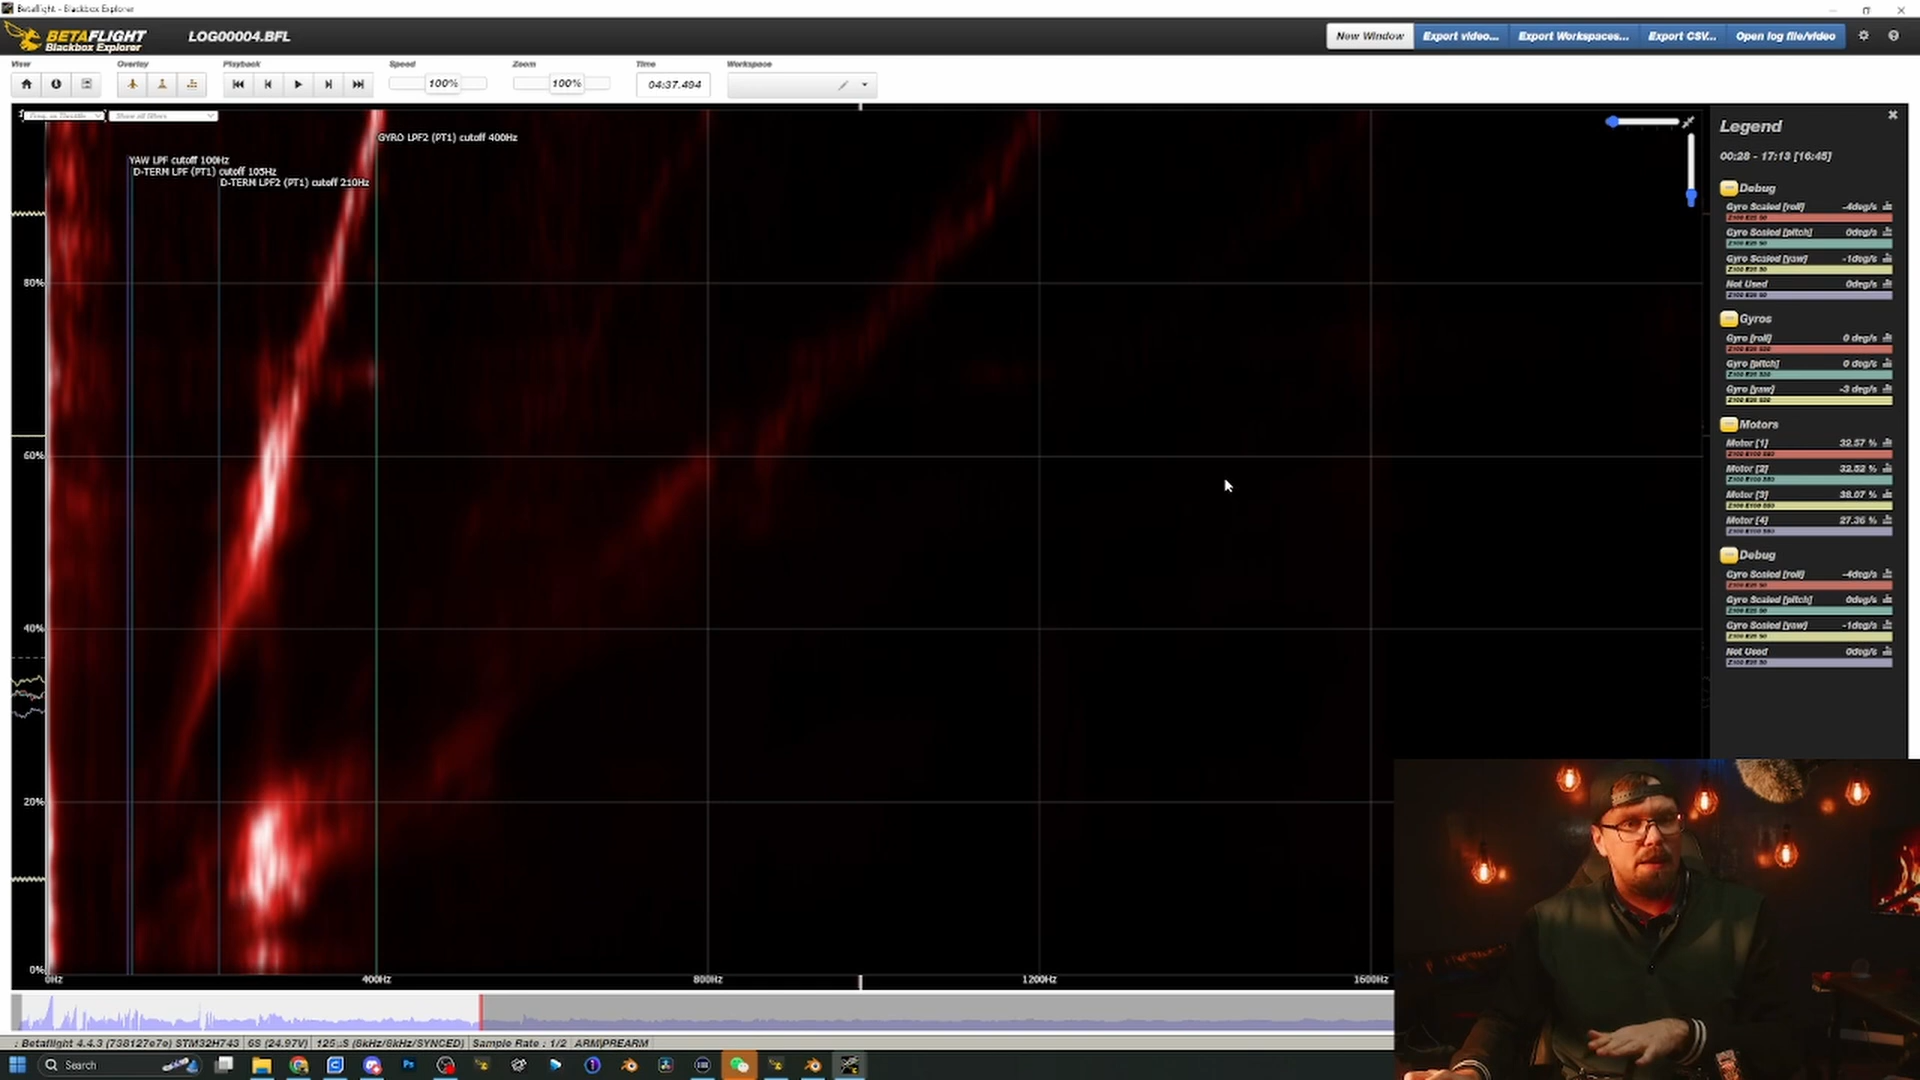 Betaflight - Blackbox Explorer
BETAFLIGHT
Blackbox Explorer
LOG00004.BFL
New Window
Export video...
Export Workspaces...
Export CSV...
Open log file/video
View
Overlay
Playback
Speed
Zoom
Time
Workspace
100%
100%
04:37.494
Freq. vs Throttle
Show all filters
GYRO LPF2 (PT1) cutoff 400Hz
YAW LPF cutoff 100Hz
D-TERM LPF (PT1) cutoff 105Hz
D-TERM LPF2 (PT1) cutoff 210Hz
80%
60%
40%
20%
0%
0Hz
400Hz
800Hz
1200Hz
1600Hz
Legend
00:28 - 17:13 [16:45]
Debug
Gyro Scaled [roll] -4deg/s
Gyro Scaled [pitch] 0deg/s
Gyro Scaled [yaw] -1deg/s
Not Used 0deg/s
Gyros
Gyro [roll] 0 deg/s
Gyro [pitch] 0 deg/s
Gyro [yaw] -3 deg/s
Motors
Motor [1] 32.57 %
Motor [2] 32.52 %
Motor [3] 38.07 %
Motor [4] 27.36 %
Debug
Gyro Scaled [roll] -4deg/s
Gyro Scaled [pitch] 0deg/s
Gyro Scaled [yaw] -1deg/s
Not Used 0deg/s
: Betaflight 4.4.3 (738127e7e) STM32H743 6S (24.97V) 125µS (8kHz/8kHz/SYNCED) Sample Rate : 1/2 ARM|PREARM
Search